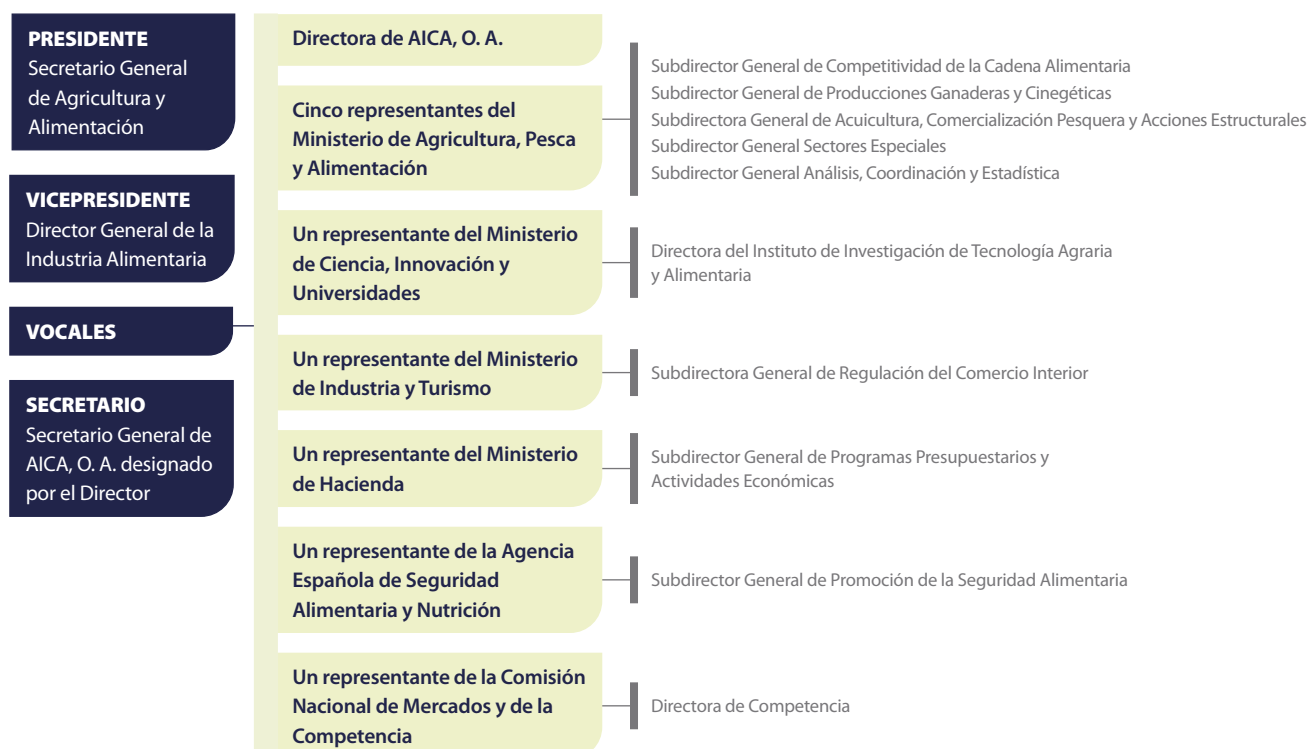 PRESIDENTE
Secretario General
de Agricultura y
Alimentación
VICEPRESIDENTE
Director General de la
Industria Alimentaria
VOCALES
SECRETARIO
Secretario General de
AICA, O. A. designado
por el Director
Directora de AICA, O. A.
Cinco representantes del
Ministerio de Agricultura, Pesca
y Alimentación
Subdirector General de Competitividad de la Cadena Alimentaria
Subdirector General de Producciones Ganaderas y Cinegéticas
Subdirectora General de Acuicultura, Comercialización Pesquera y Acciones Estructurales
Subdirector General Sectores Especiales
Subdirector General Análisis, Coordinación y Estadística
Un representante del Ministerio
de Ciencia, Innovación y
Universidades
Directora del Instituto de Investigación de Tecnología Agraria
y Alimentaria
Un representante del Ministerio
de Industria y Turismo
Subdirectora General de Regulación del Comercio Interior
Un representante del Ministerio
de Hacienda
Subdirector General de Programas Presupuestarios y
Actividades Económicas
Un representante de la Agencia
Española de Seguridad
Alimentaria y Nutrición
Subdirector General de Promoción de la Seguridad Alimentaria
Un representante de la Comisión
Nacional de Mercados y de la
Competencia
Directora de Competencia